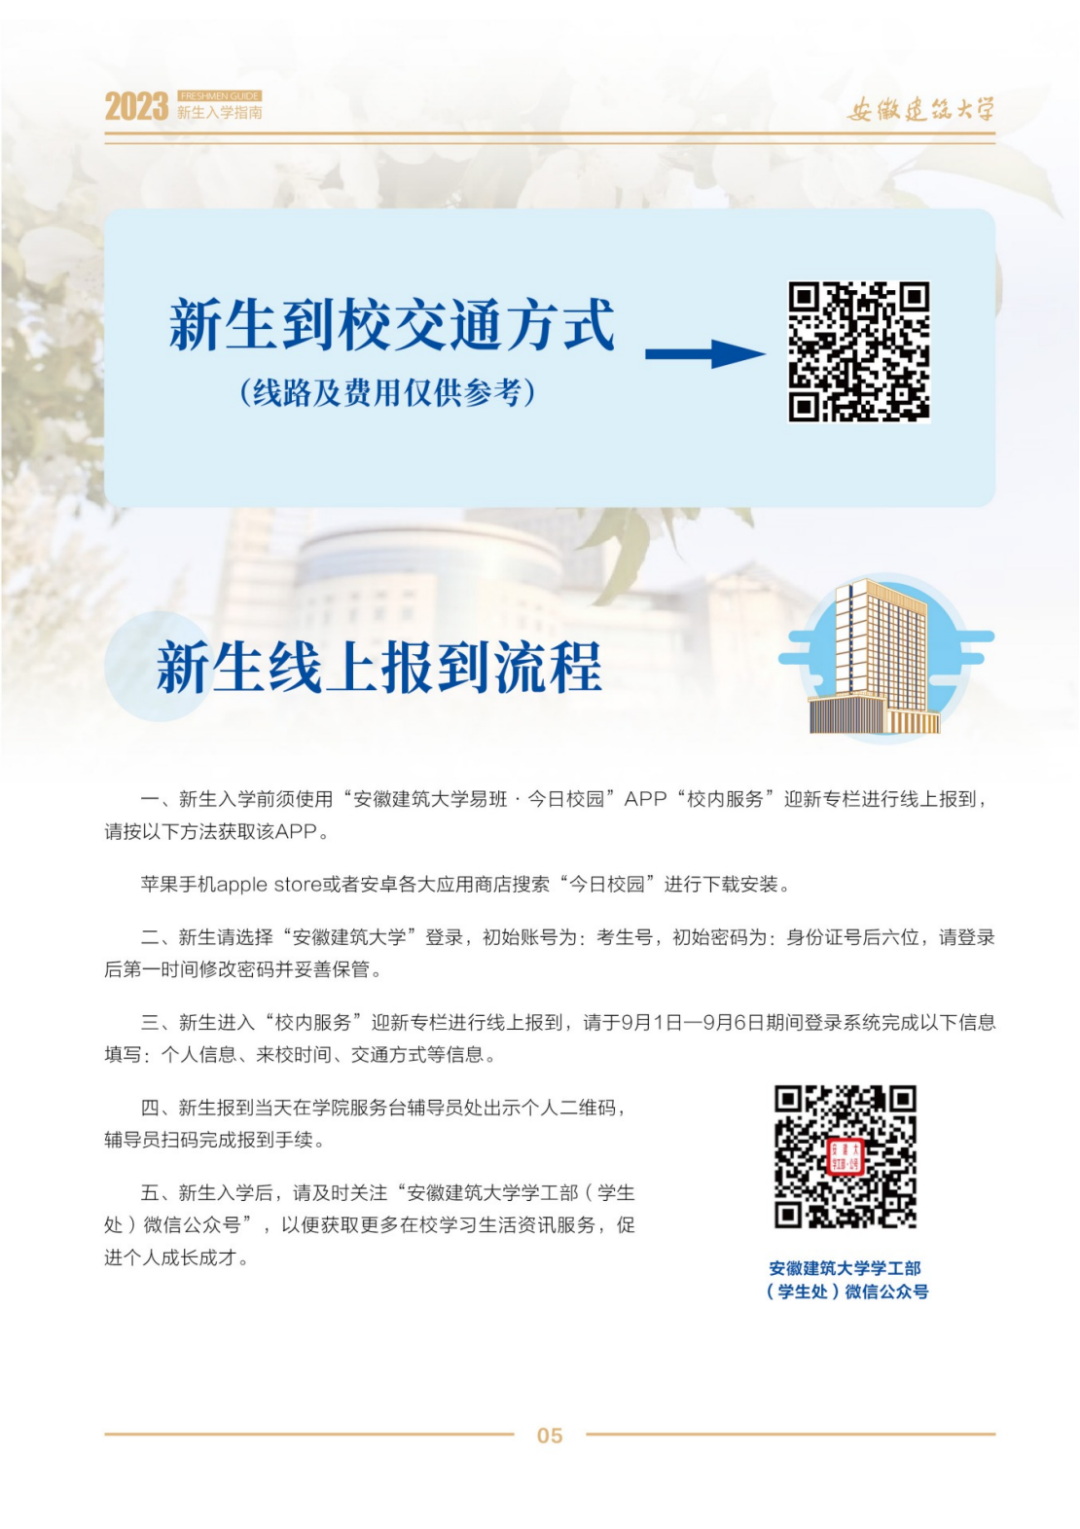 2023
FRESHMEN GUIDE
新生入学指南
安徽建筑大学
新生到校交通方式
（线路及费用仅供参考）
新生线上报到流程
一、新生入学前须使用“安徽建筑大学易班·今日校园”APP“校内服务”迎新专栏进行线上报到，
请按以下方法获取该APP。
苹果手机apple store或者安卓各大应用商店搜索“今日校园”进行下载安装。
二、新生请选择“安徽建筑大学”登录，初始账号为：考生号，初始密码为：身份证号后六位，请登录
后第一时间修改密码并妥善保管。
三、新生进入“校内服务”迎新专栏进行线上报到，请于9月1日—9月6日期间登录系统完成以下信息
填写：个人信息、来校时间、交通方式等信息。
四、新生报到当天在学院服务台辅导员处出示个人二维码，
辅导员扫码完成报到手续。
五、新生入学后，请及时关注“安徽建筑大学学工部（学生
处）微信公众号”，以便获取更多在校学习生活资讯服务，促
进个人成长成才。
安建大
安徽建筑大学学工部
（学生处）微信公众号
05